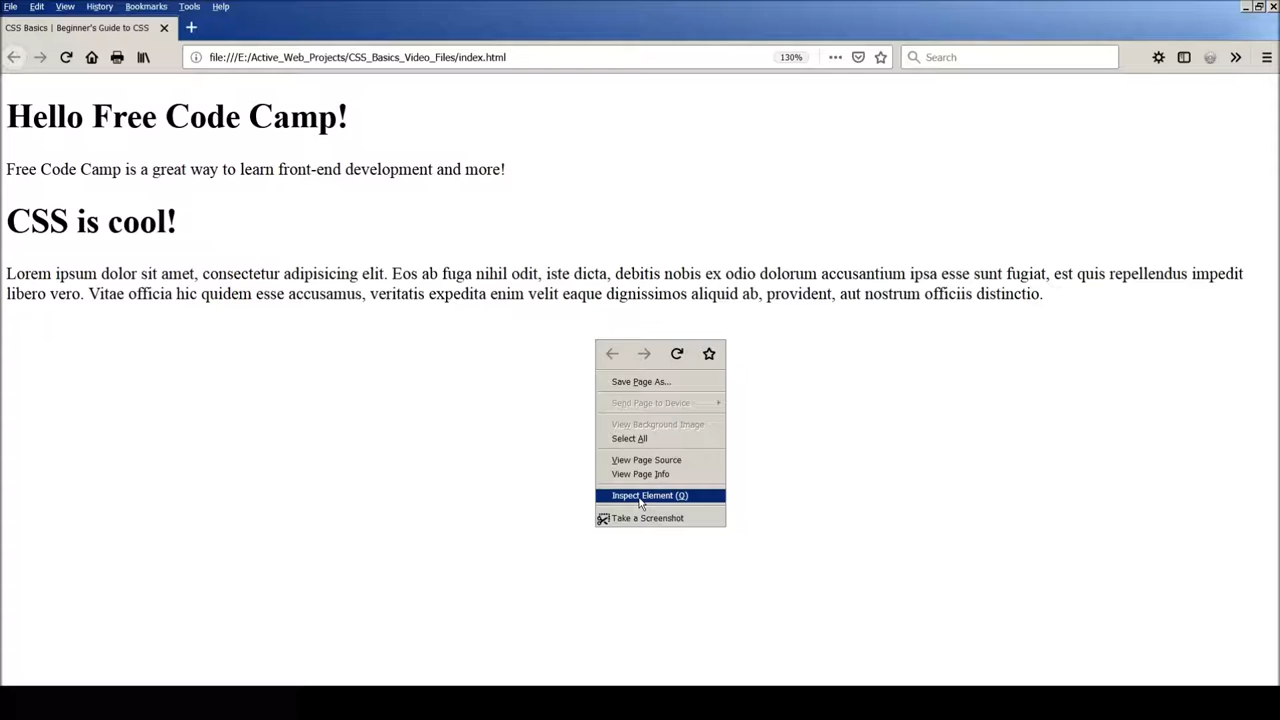 File Edit View History Bookmarks Tools Help
CSS Basics | Beginner's Guide to CSS
file:///E:/Active_Web_Projects/CSS_Basics_Video_Files/index.html 130% Search
Hello Free Code Camp!
Free Code Camp is a great way to learn front-end development and more!
CSS is cool!
Lorem ipsum dolor sit amet, consectetur adipisicing elit. Eos ab fuga nihil odit, iste dicta, debitis nobis ex odio dolorum accusantium ipsa esse sunt fugiat, est quis repellendus impedit
libero vero. Vitae officia hic quidem esse accusamus, veritatis expedita enim velit eaque dignissimos aliquid ab, provident, aut nostrum officiis distinctio.
Save Page As...
Send Page to Device
View Background Image
Select All
View Page Source
View Page Info
Inspect Element (Q)
Take a Screenshot